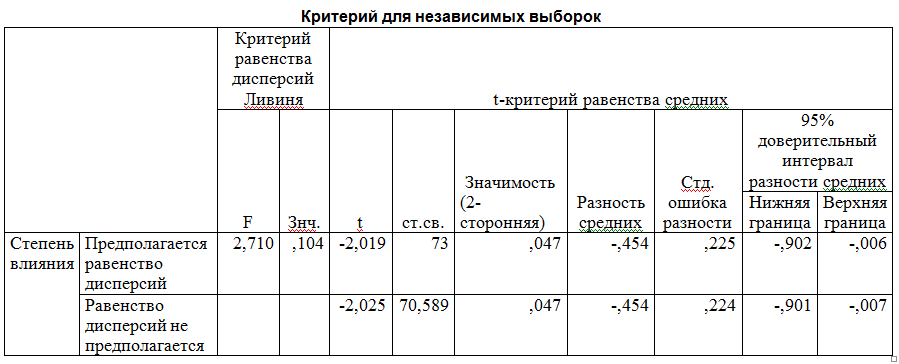 Критерий для независимых выборок
Критерий
равенства
дисперсий
Ливиня
t-критерий равенства средних
F
Знч.
t
ст.св.
Значимость
(2-
сторонняя)
Разность
средних
Стд.
ошибка
разности
95%
доверительный
интервал
разности средних
Нижняя
граница
Верхняя
граница
Степень
влияния
Предполагается
равенство
дисперсий
2,710
,104
-2,019
73
,047
-,454
,225
-,902
-,006
Равенство
дисперсий не
предполагается
-2,025
70,589
,047
-,454
,224
-,901
-,007